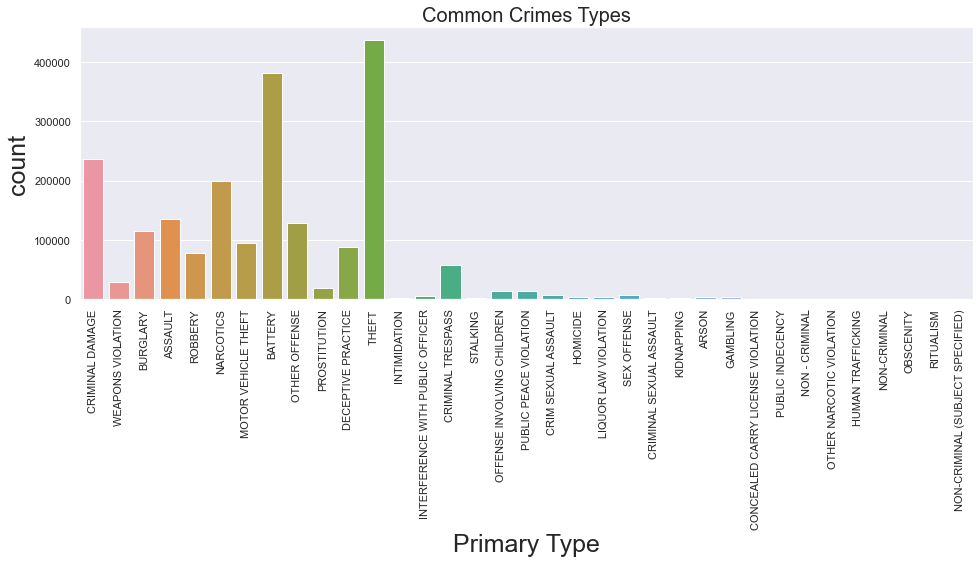 Common Crimes Types
count
400000
300000
200000
100000
0
CRIMINAL DAMAGE
WEAPONS VIOLATION
BURGLARY
ASSAULT
ROBBERY
NARCOTICS
MOTOR VEHICLE THEFT
BATTERY
OTHER OFFENSE
PROSTITUTION
DECEPTIVE PRACTICE
THEFT
INTIMIDATION
INTERFERENCE WITH PUBLIC OFFICER
CRIMINAL TRESPASS
STALKING
OFFENSE INVOLVING CHILDREN
PUBLIC PEACE VIOLATION
CRIM SEXUAL ASSAULT
HOMICIDE
LIQUOR LAW VIOLATION
SEX OFFENSE
CRIMINAL SEXUAL ASSAULT
KIDNAPPING
ARSON
GAMBLING
CONCEALED CARRY LICENSE VIOLATION
PUBLIC INDECENCY
NON - CRIMINAL
OTHER NARCOTIC VIOLATION
HUMAN TRAFFICKING
NON-CRIMINAL
OBSCENITY
RITUALISM
NON-CRIMINAL (SUBJECT SPECIFIED)
Primary Type